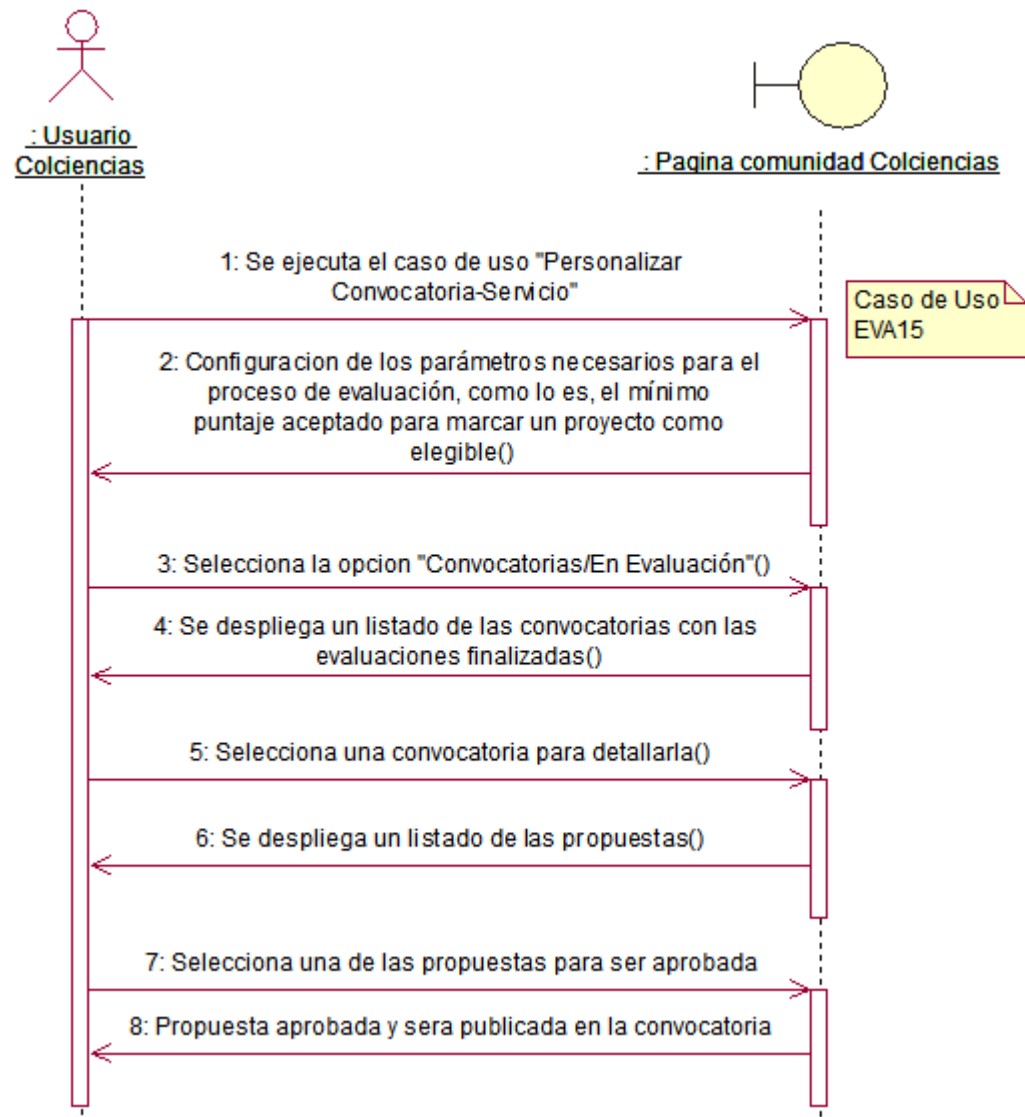 : Usuario
Colciencias
: Pagina comunidad Colciencias
1: Se ejecuta el caso de uso "Personalizar
Convocatoria-Servicio"
Caso de Uso
EVA15
2: Configuracion de los parámetros necesarios para el
proceso de evaluación, como lo es, el mínimo
puntaje aceptado para marcar un proyecto como
elegible()
3: Selecciona la opcion "Convocatorias/En Evaluación"()
4: Se despliega un listado de las convocatorias con las
evaluaciones finalizadas()
5: Selecciona una convocatoria para detallarla()
6: Se despliega un listado de las propuestas()
7: Selecciona una de las propuestas para ser aprobada
8: Propuesta aprobada y sera publicada en la convocatoria